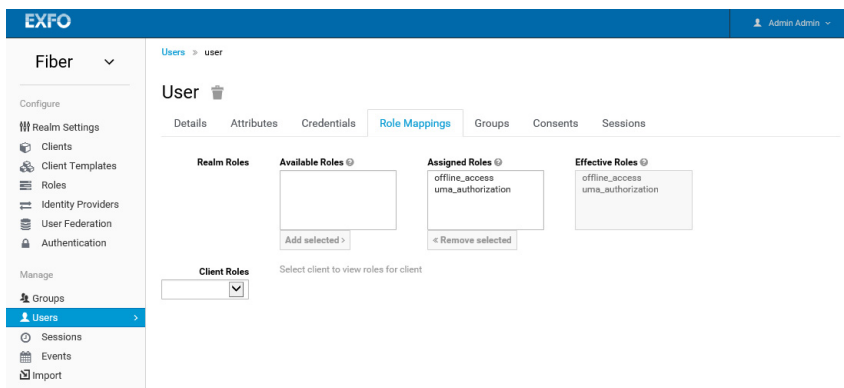 EXFO
Admin Admin
Fiber
Users » user
User
Configure
Details Attributes Credentials Role Mappings Groups Consents Sessions
Realm Settings
Clients
Client Templates
Roles
Identity Providers
User Federation
Authentication
Realm Roles
Available Roles
Assigned Roles
Effective Roles
offline_access
uma_authorization
offline_access
uma_authorization
Add selected >
« Remove selected
Client Roles
Select client to view roles for client
Manage
Groups
Users
Sessions
Events
Import